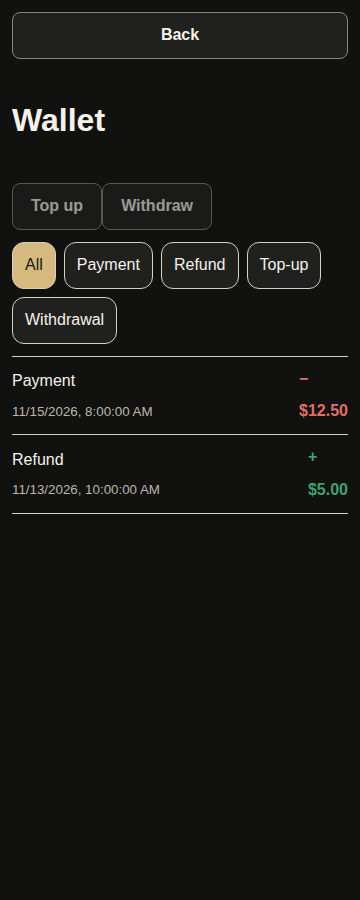 Back
Wallet
Top up Withdraw
All Payment Refund Top-up
Withdrawal
Payment −
11/15/2026, 8:00:00 AM $12.50
Refund +
11/13/2026, 10:00:00 AM $5.00